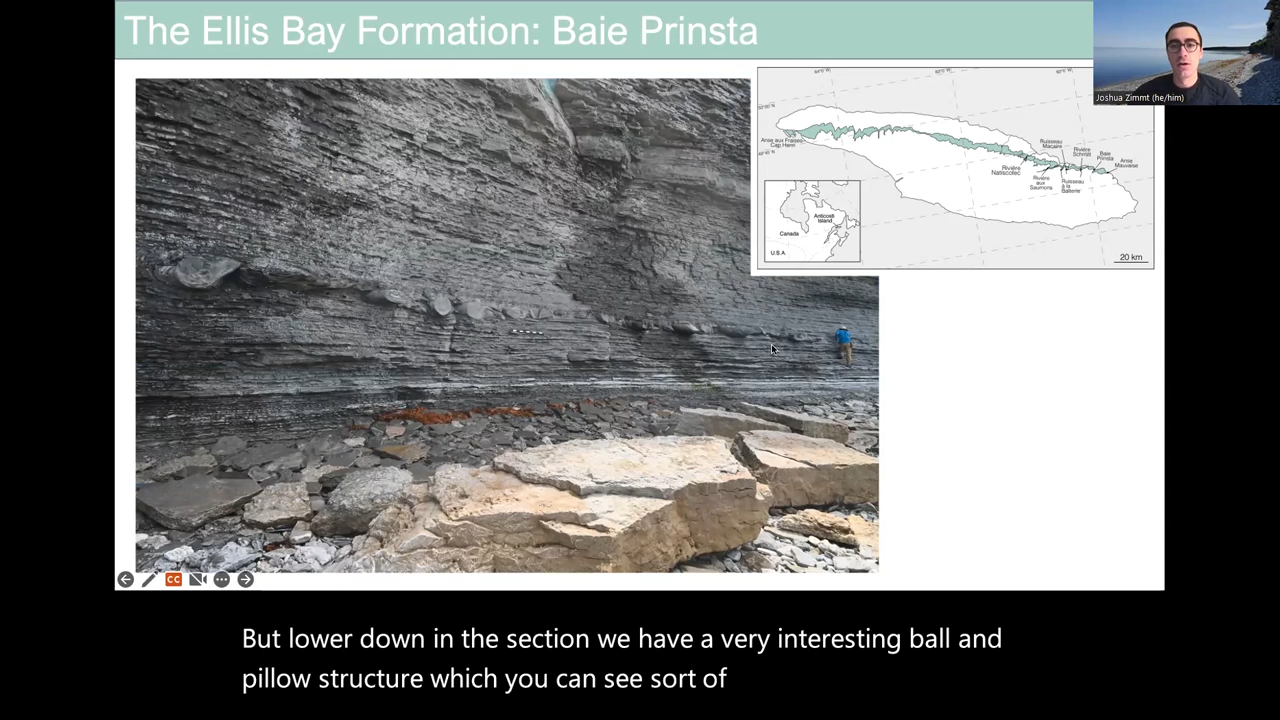 The Ellis Bay Formation: Baie Prinsta
Joshua Zimmt (he/him)
Anse aux Fraises
Cap Henri
Rivière
Natiscotec
Ruisseau
Macaire
Rivière
Schmitt
Baie
Prinsta
Anse
Mauvaise
Rivière
aux
Saumons
Ruisseau
à la
Batterie
Anticosti
Island
Canada
U.S.A
20 km
CC
But lower down in the section we have a very interesting ball and
pillow structure which you can see sort of